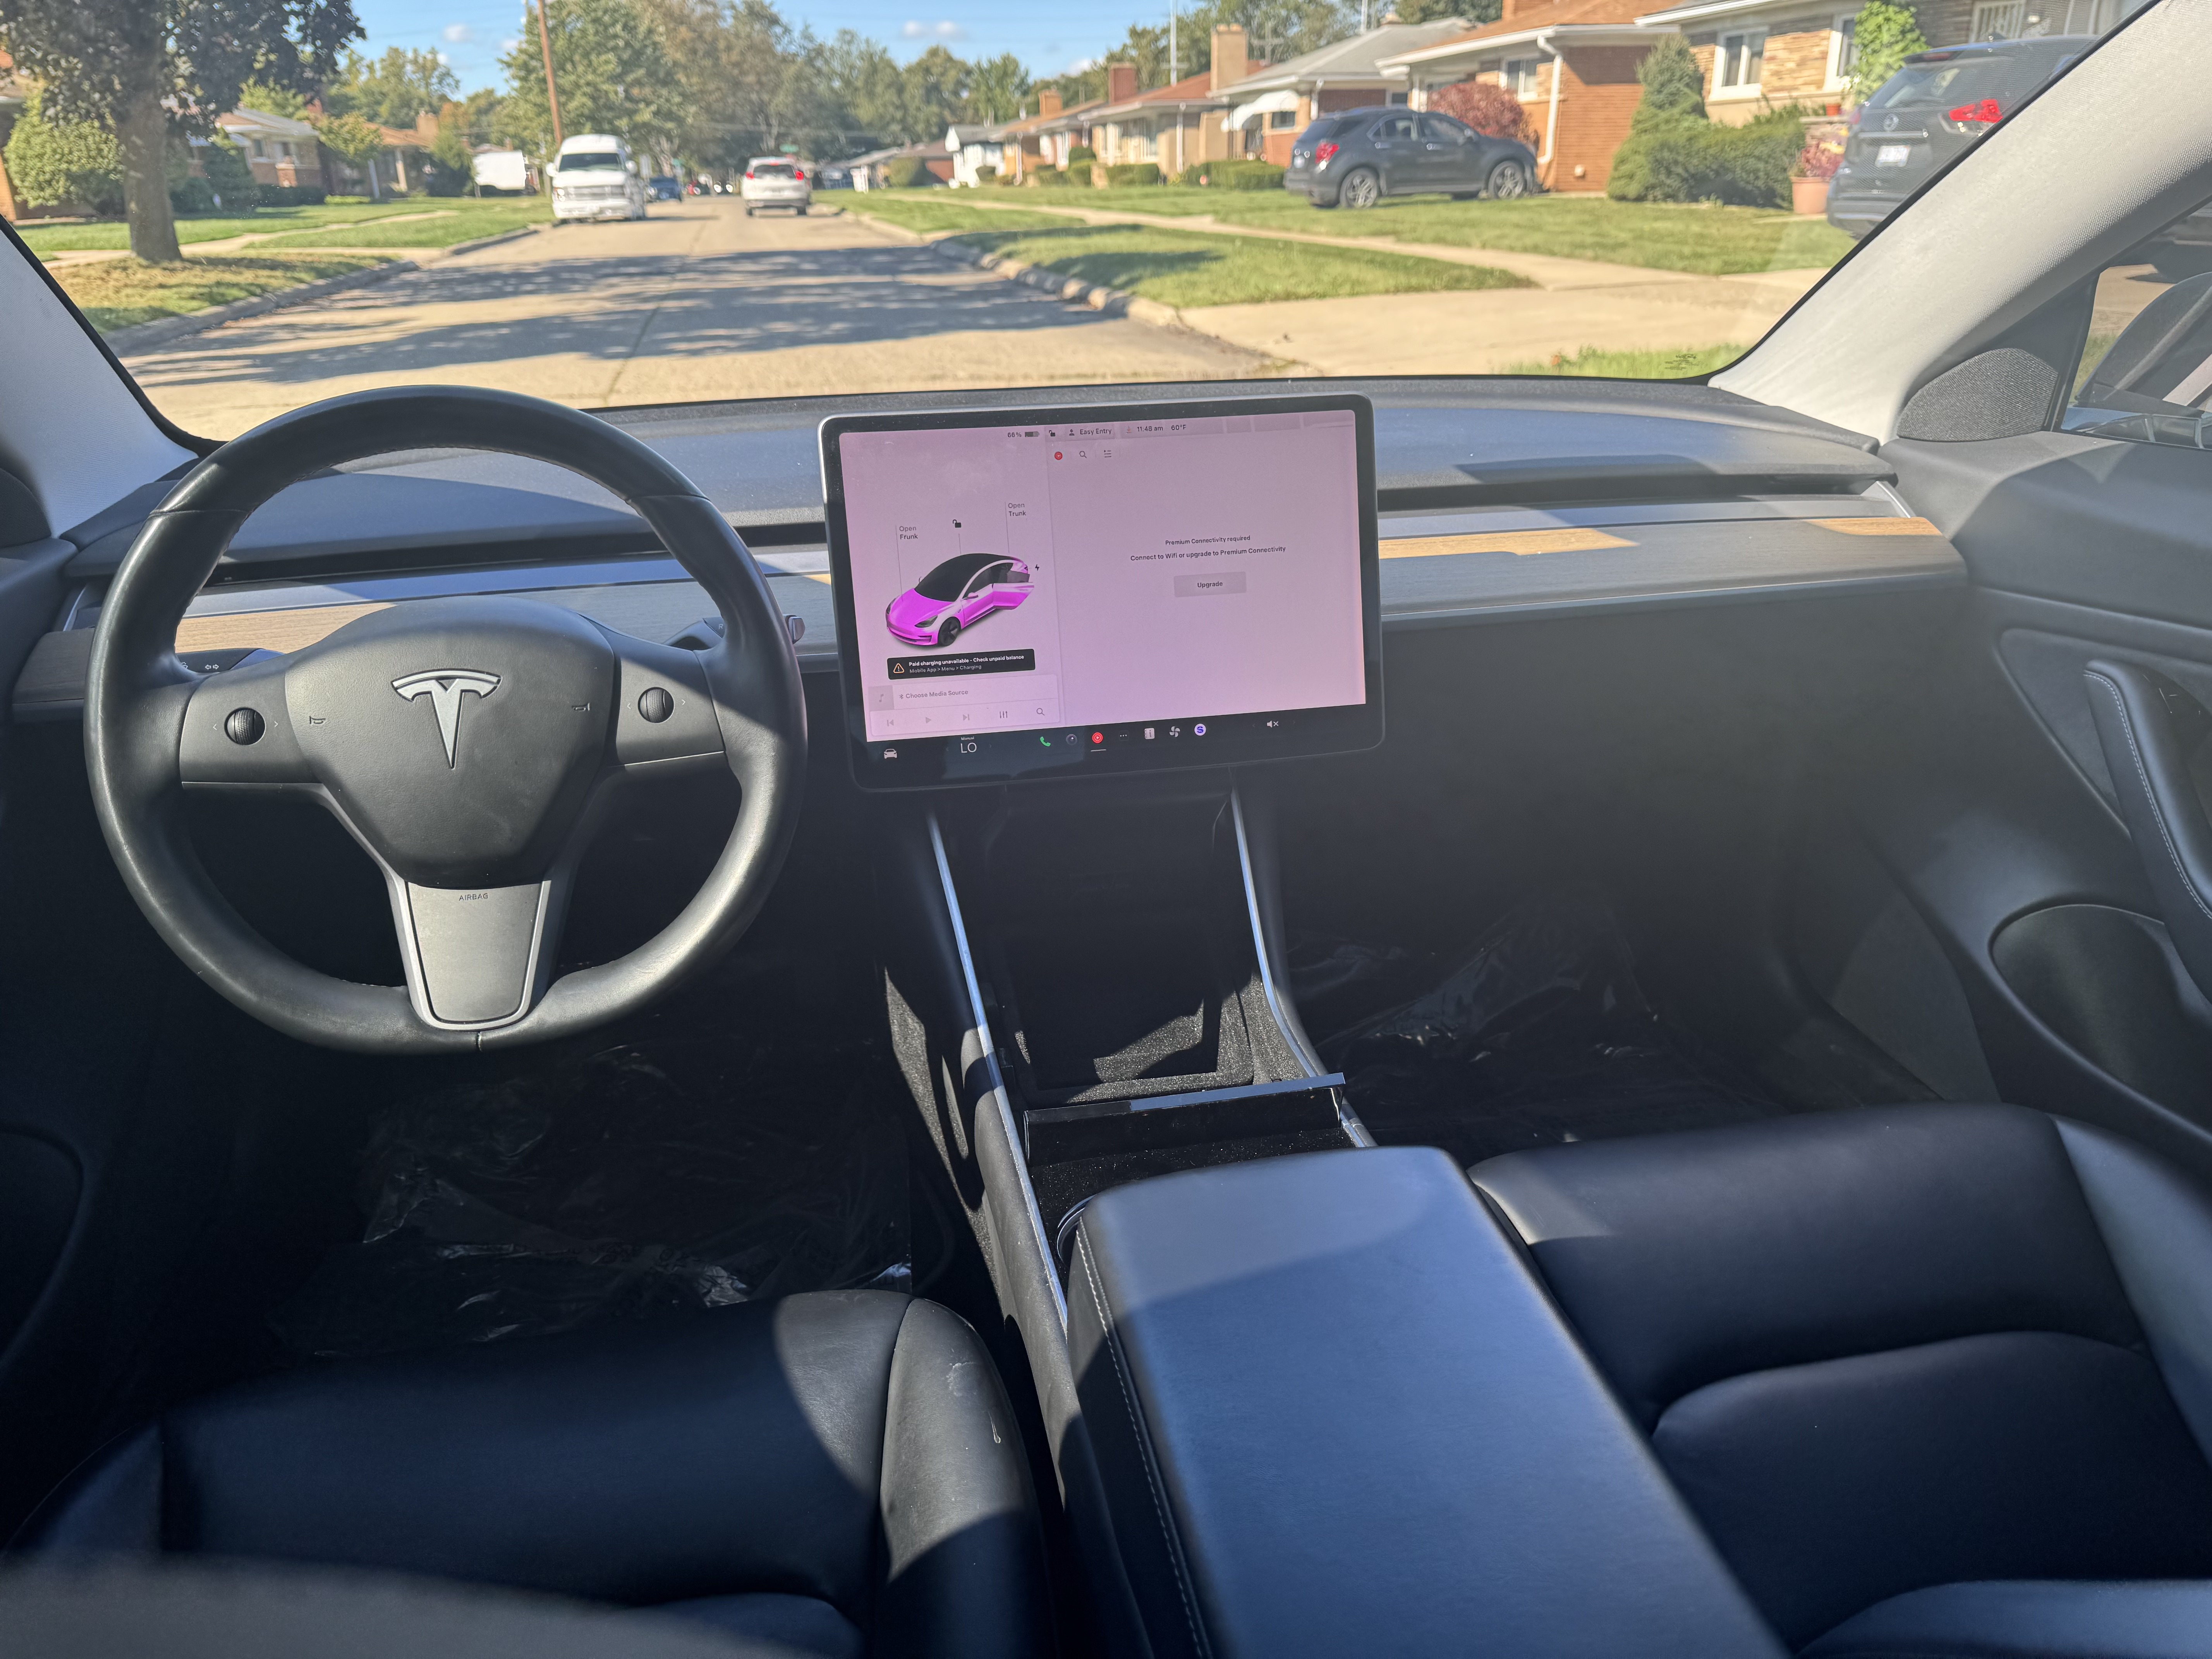 66%
Easy Entry
11:48 am
60°F
Open
Trunk
Open
Frunk
Premium Connectivity required
Connect to Wifi or upgrade to Premium Connectivity
Upgrade
Paid charging unavailable - Check unpaid balance
Mobile App > Menu > Charging
Choose Media Source
Manual
LO
AIRBAG